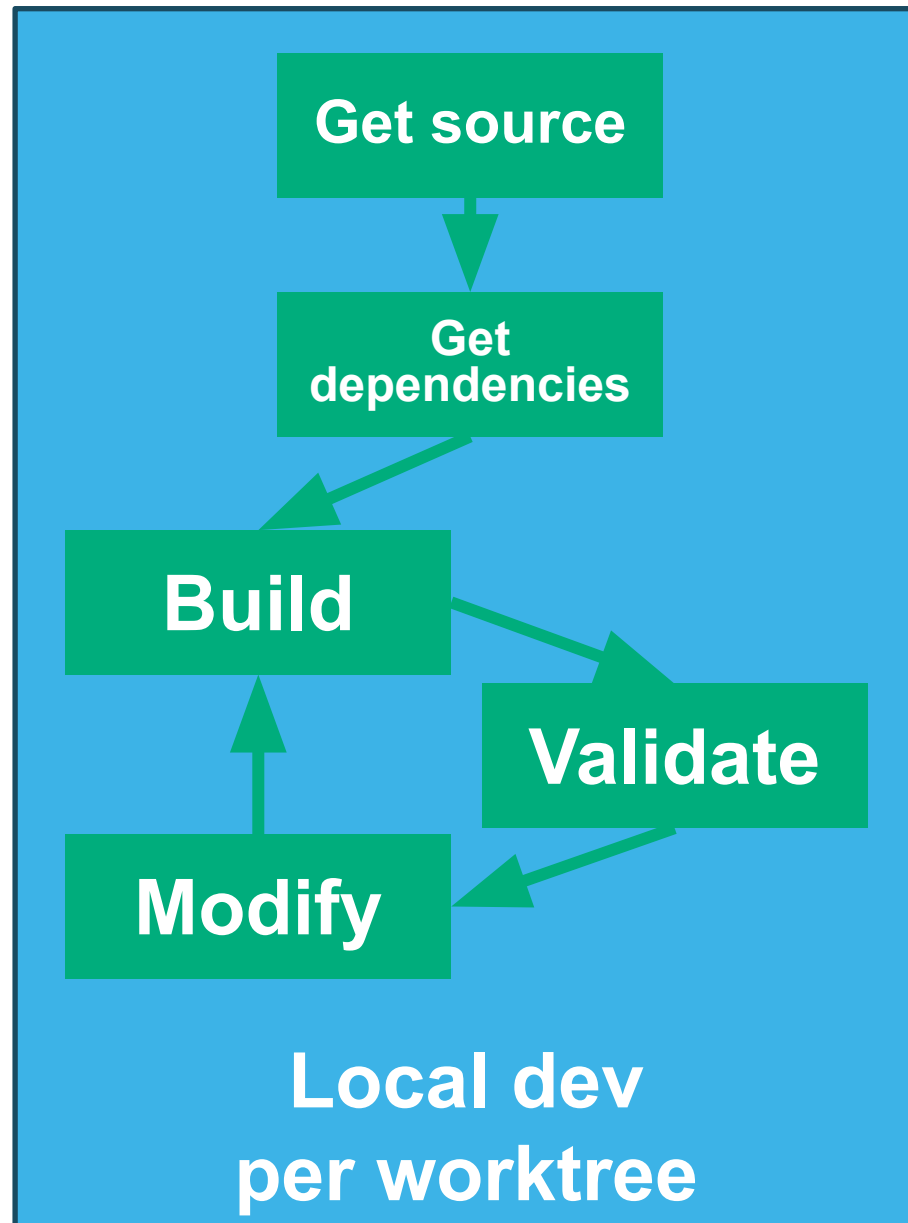 Get source
Get
dependencies
Build
Validate
Modify
Local dev
per worktree